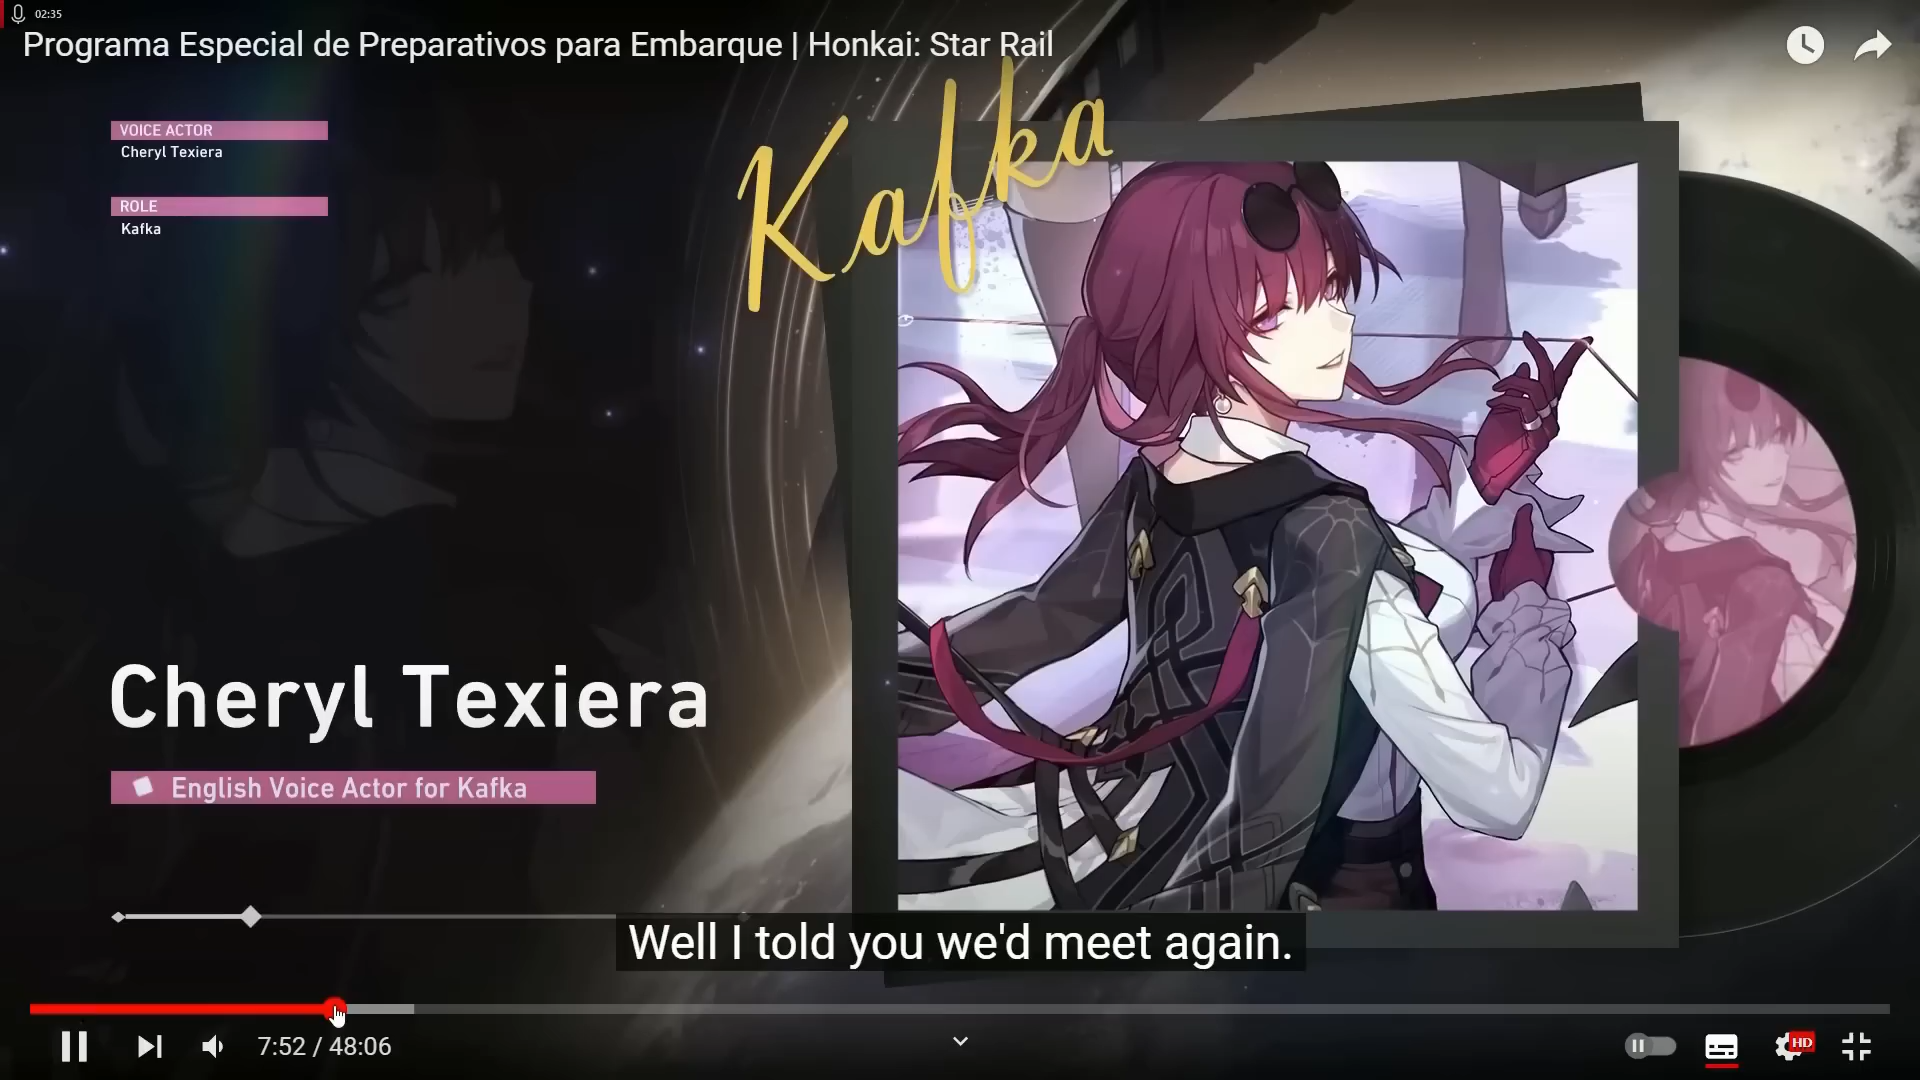 02:35
Programa Especial de Preparativos para Embarque | Honkai: Star Rail
Kafka
VOICE ACTOR
Cheryl Texiera
ROLE
Kafka
Cheryl Texiera
English Voice Actor for Kafka
Well I told you we'd meet again.
7:52 / 48:06
HD